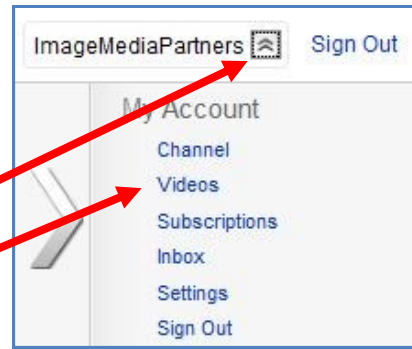 ImageMediaPartners Sign Out
My Account
Channel
Videos
Subscriptions
Inbox
Settings
Sign Out